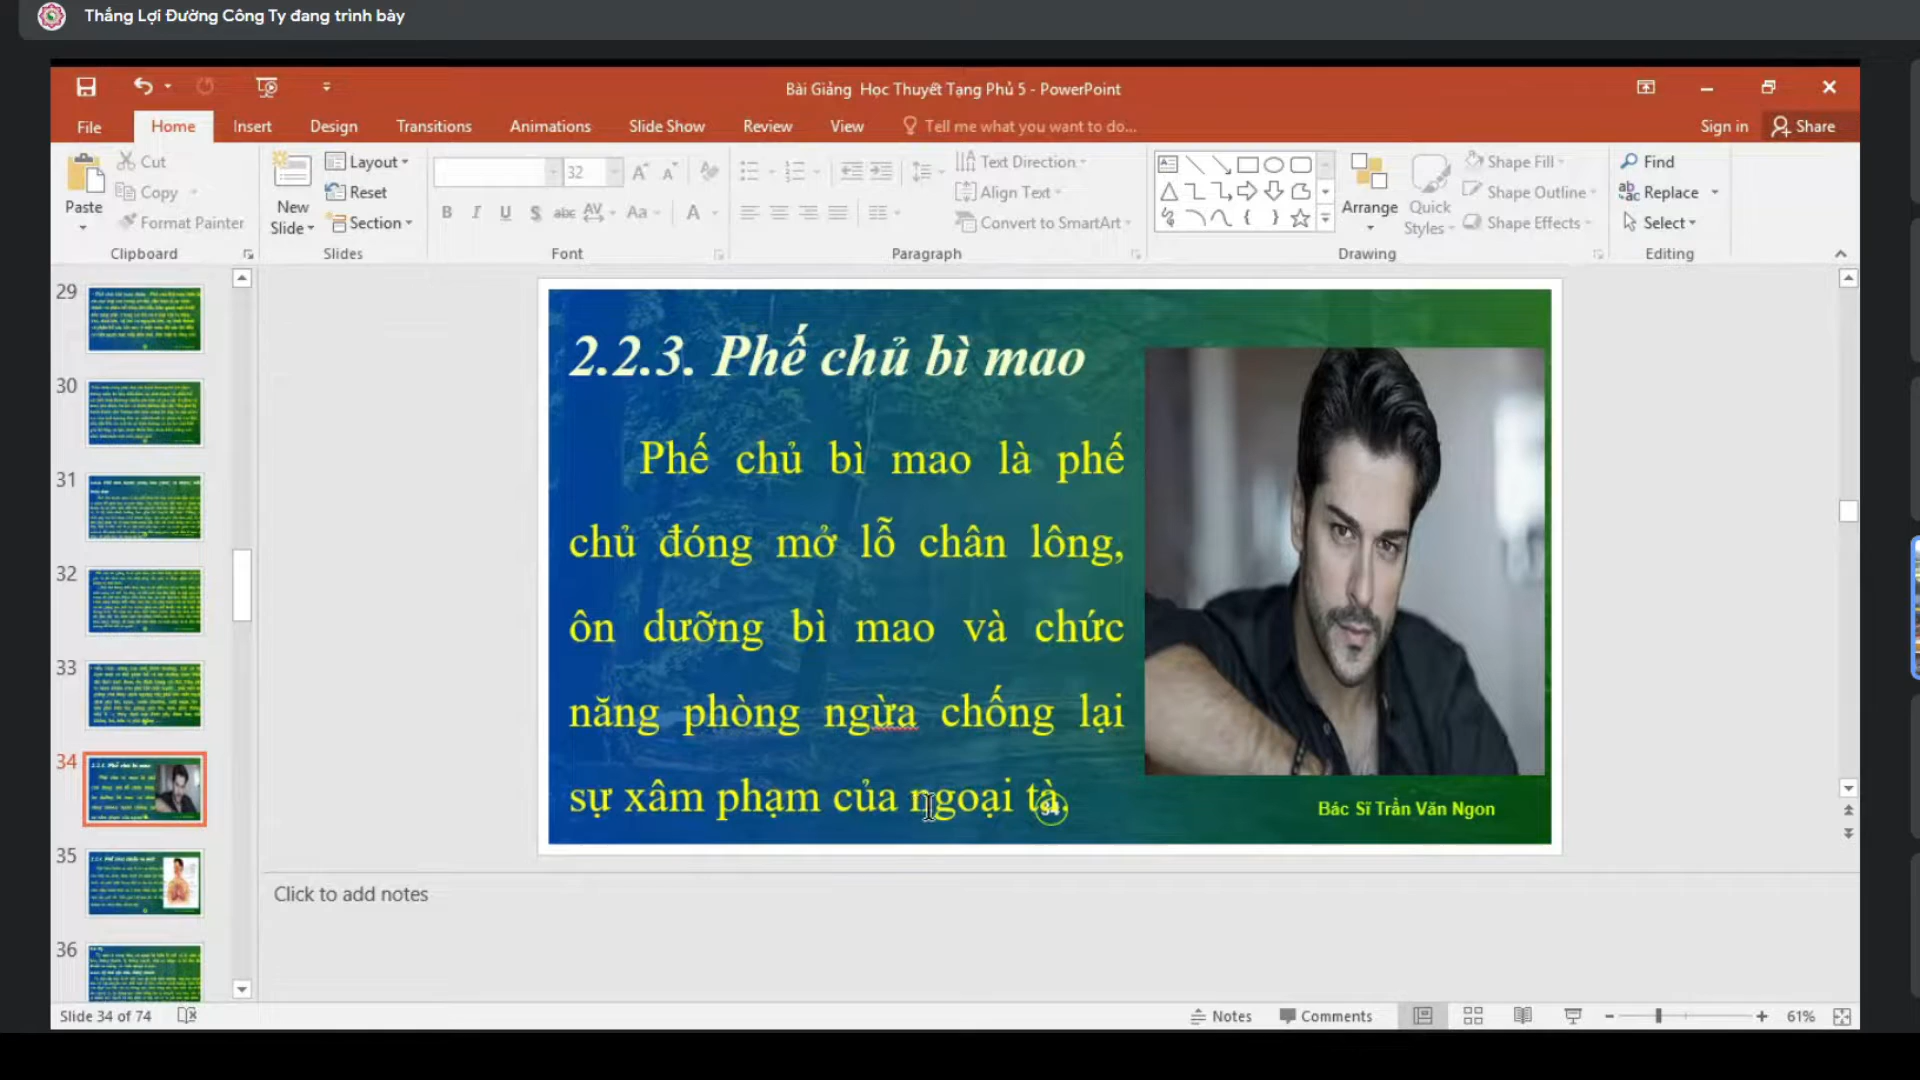 Thắng Lợi Đường Công Ty đang trình bày
Bài Giảng Học Thuyết Tạng Phủ 5 - PowerPoint
File Home Insert Design Transitions Animations Slide Show Review View Tell me what you want to do... Sign in Share
Paste
Cut
Copy
Format Painter
Clipboard
New
Slide
Layout
Reset
Section
Slides
32
Font
Text Direction
Align Text
Convert to SmartArt
Paragraph
Arrange
Quick
Styles
Shape Fill
Shape Outline
Shape Effects
Drawing
Find
Replace
Select
Editing
29
30
31
32
33
34
35
36
2.2.3. Phế chủ bì mao
Phế chủ bì mao là phế
chủ đóng mở lỗ chân lông,
ôn dưỡng bì mao và chức
năng phòng ngừa chống lại
sự xâm phạm của ngoại tà.
34
Bác Sĩ Trần Văn Ngon
Click to add notes
Slide 34 of 74
Notes
Comments
61%